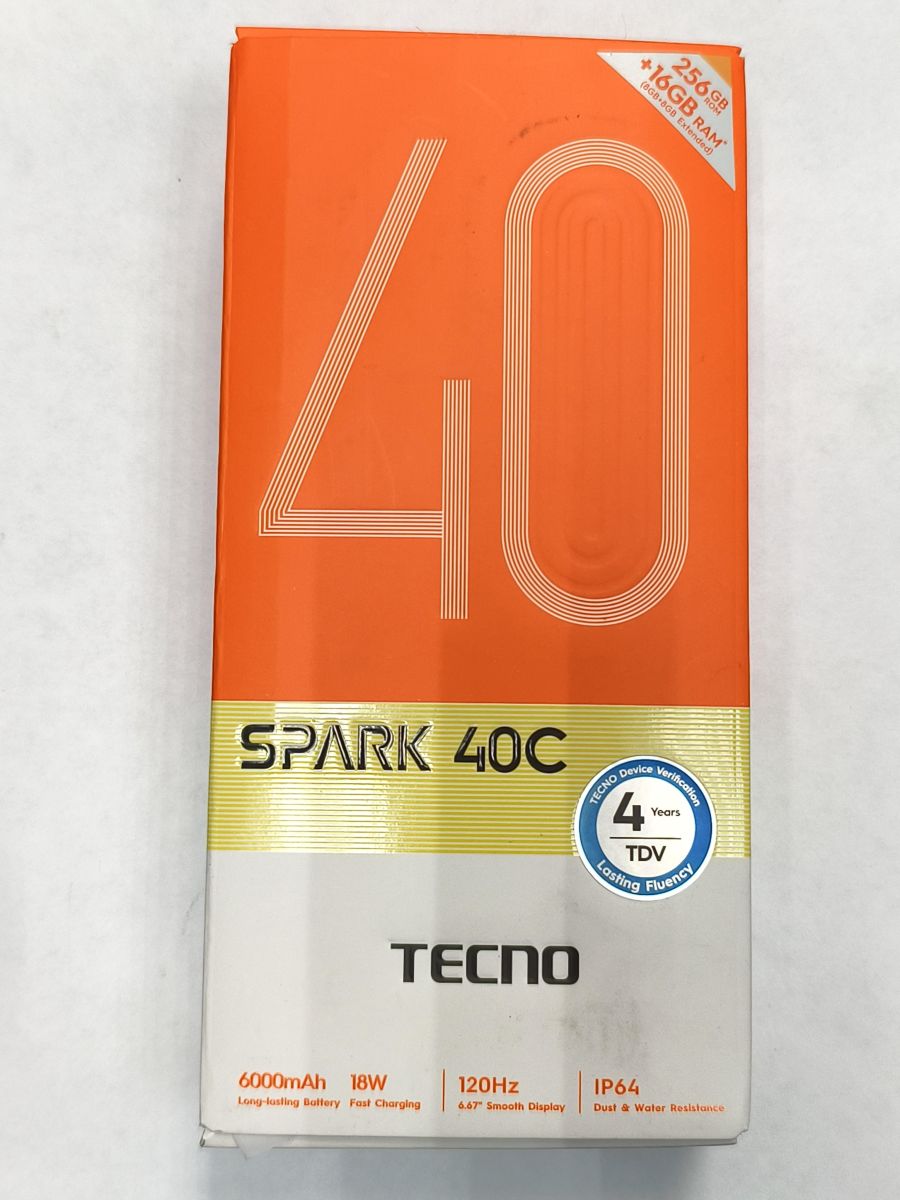 256GB ROM
+16GB RAM*
(8GB+8GB Extended)
40
SPARK 40C
TECNO Device Verification
4 Years
TDV
Lasting Fluency
TECNO
6000mAh 18W 120Hz IP64
Long-lasting Battery Fast Charging 6.67" Smooth Display Dust & Water Resistance